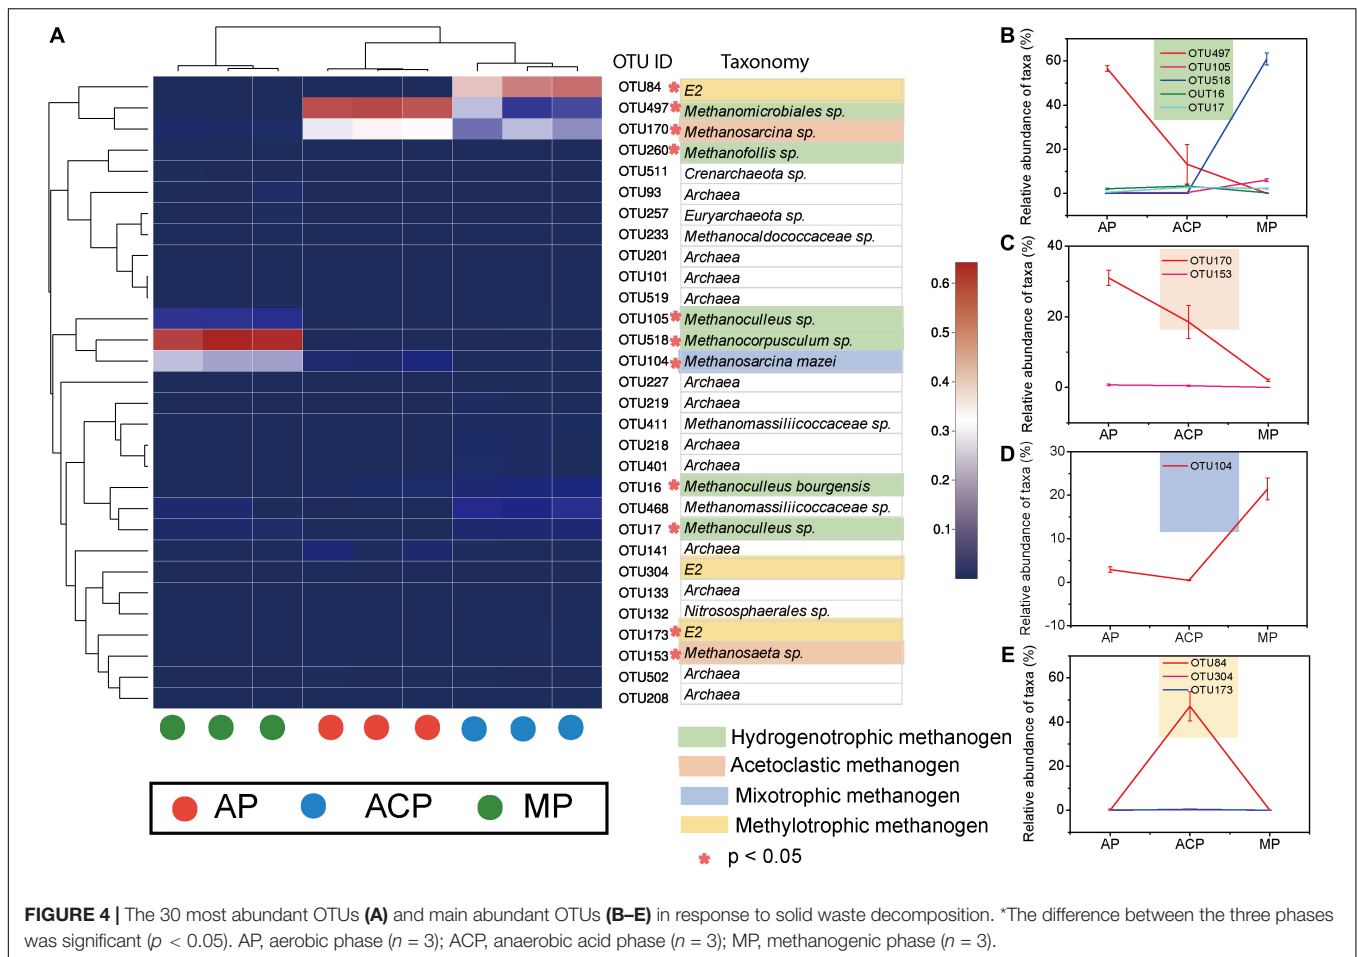 A
OTU ID Taxonomy
OTU84 * E2
OTU497 * Methanomicrobiales sp.
OTU170 * Methanosarcina sp.
OTU260 * Methanofollis sp.
OTU511 Crenarchaeota sp.
OTU93 Archaea
OTU257 Euryarchaeota sp.
OTU233 Methanocaldococcaceae sp.
OTU201 Archaea
OTU101 Archaea
OTU519 Archaea
OTU105 * Methanoculleus sp.
OTU518 * Methanocorpusculum sp.
OTU104 * Methanosarcina mazei
OTU227 Archaea
OTU219 Archaea
OTU411 Methanomassiliicoccaceae sp.
OTU218 Archaea
OTU401 Archaea
OTU16 * Methanoculleus bourgensis
OTU468 Methanomassiliicoccaceae sp.
OTU17 * Methanoculleus sp.
OTU141 Archaea
OTU304 E2
OTU133 Archaea
OTU132 Nitrososphaerales sp.
OTU173 * E2
OTU153 * Methanosaeta sp.
OTU502 Archaea
OTU208 Archaea
0.6
0.5
0.4
0.3
0.2
0.1
AP ACP MP
Hydrogenotrophic methanogen
Acetoclastic methanogen
Mixotrophic methanogen
Methylotrophic methanogen
* p < 0.05
B
Relative abundance of taxa (%)
60
40
20
0
OTU497
OTU105
OTU518
OUT16
OTU17
AP ACP MP
C
Relative abundance of taxa (%)
40
20
0
OTU170
OTU153
AP ACP MP
D
Relative abundance of taxa (%)
30
20
10
0
-10
OTU104
AP ACP MP
E
Relative abundance of taxa (%)
60
40
20
0
OTU84
OTU304
OTU173
AP ACP MP
FIGURE 4 | The 30 most abundant OTUs (A) and main abundant OTUs (B–E) in response to solid waste decomposition. *The difference between the three phases
was significant (p < 0.05). AP, aerobic phase (n = 3); ACP, anaerobic acid phase (n = 3); MP, methanogenic phase (n = 3).